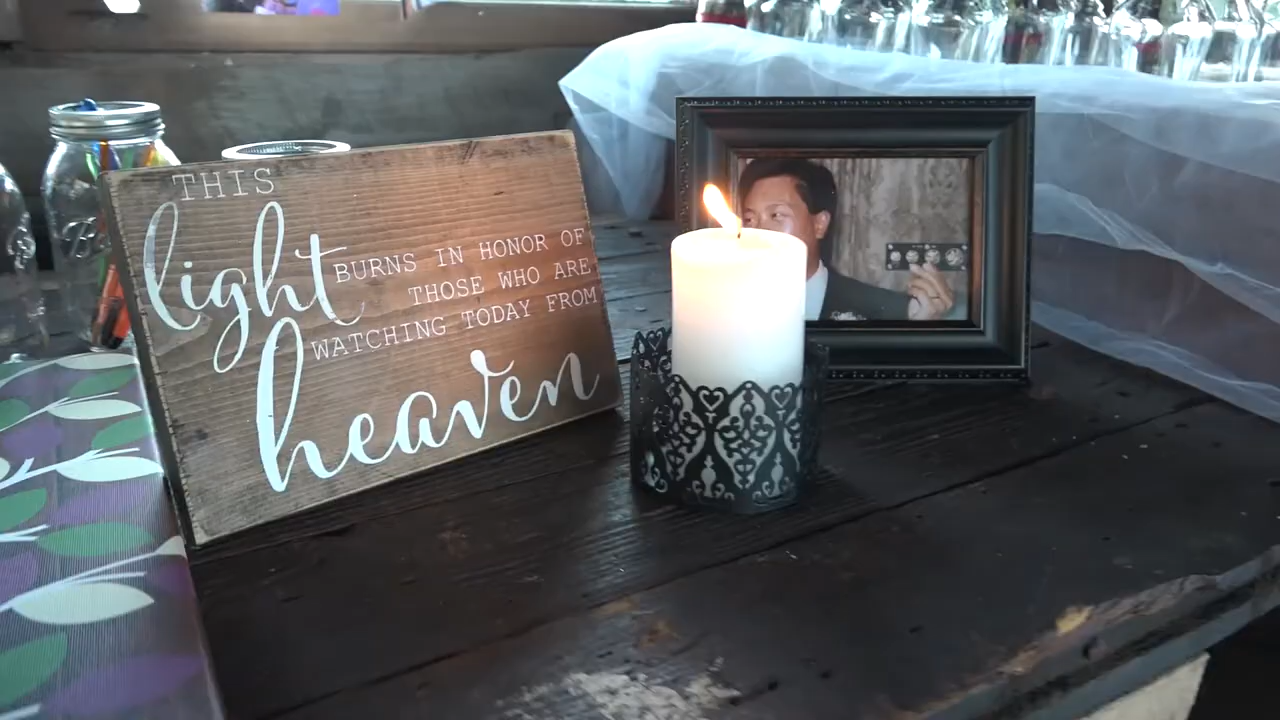 THIS
light BURNS IN HONOR OF
THOSE WHO ARE
WATCHING TODAY FROM
heaven